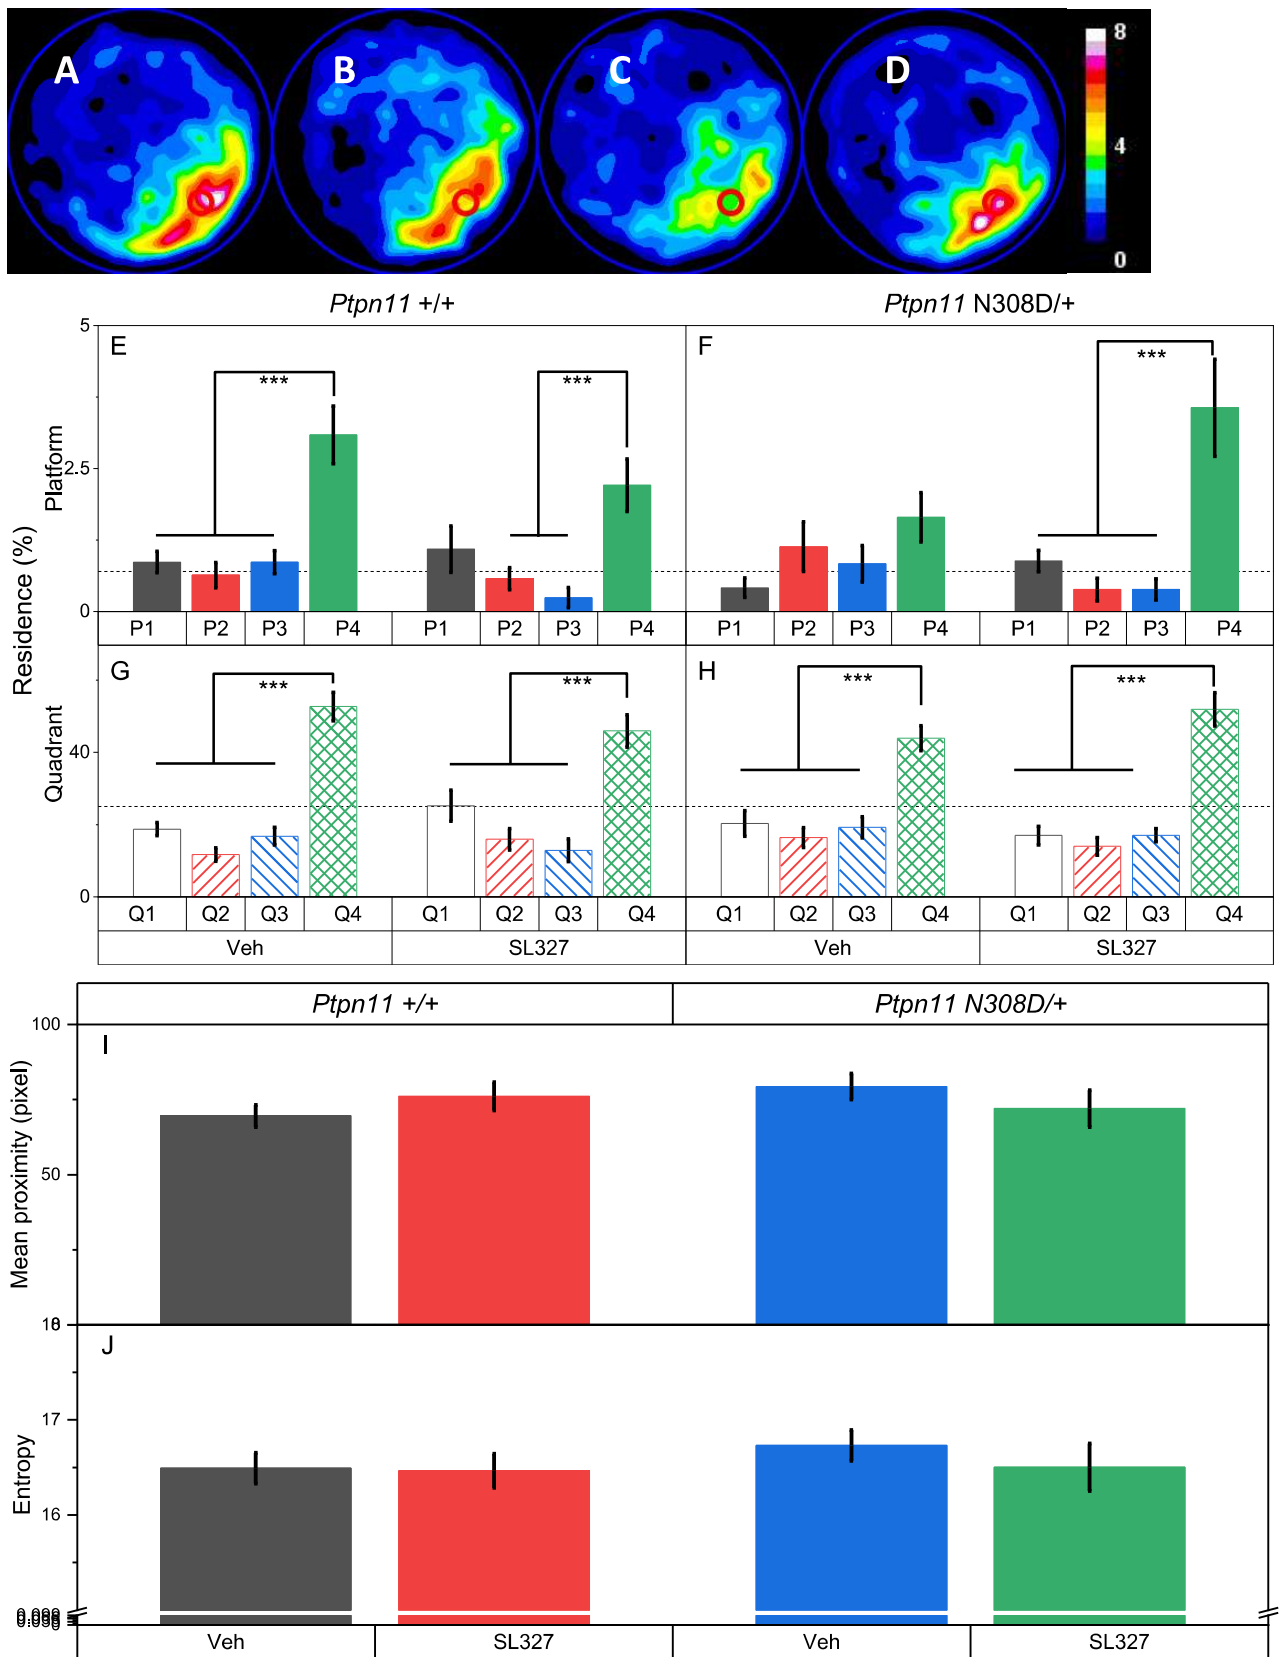 A B C D 8
4
0
Ptpn11 +/+ Ptpn11 N308D/+
Residence (%)
Platform
5
2.5
0
E *** ***
F ***
P1 P2 P3 P4 P1 P2 P3 P4 P1 P2 P3 P4 P1 P2 P3 P4
Quadrant
40
0
G *** ***
H *** ***
Q1 Q2 Q3 Q4 Q1 Q2 Q3 Q4 Q1 Q2 Q3 Q4 Q1 Q2 Q3 Q4
Veh SL327 Veh SL327
Ptpn11 +/+ Ptpn11 N308D/+
Mean proximity (pixel)
100
50
I
J
Entropy
17
16
Veh SL327 Veh SL327